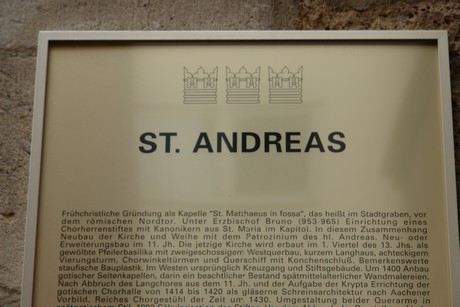 ST. ANDREAS
Frühchristliche Gründung als Kapelle "St. Matthaeus in fossa", das heißt im Stadtgraben, vor
dem römischen Nordtor. Unter Erzbischof Bruno (953-965) Einrichtung eines
Chorherrenstiftes mit Kanonikern aus St. Maria im Kapitol. In diesem Zusammenhang
Neubau der Kirche und Weihe mit dem Patrozinium des hl. Andreas. Neu- oder
Erweiterungsbau im 11. Jh. Die jetzige Kirche wird erbaut im 1. Viertel des 13. Jhs. als
gewölbte Pfeilerbasilika mit zweigeschossigem Westquerbau, kurzem Langhaus, achteckigem
Vierungsturm, Chorwinkeltürmen und Querschiff mit Konchenschluß. Bemerkenswerte
staufische Bauplastik. Im Westen ursprünglich Kreuzgang und Stiftsgebäude. Um 1400 Anbau
gotischer Seitenkapellen, darin ein beachtlicher Bestand spätmittelalterlicher Wandmalereien.
Nach Abbruch des Langchores aus dem 11. Jh. und der Aufgabe der Krypta Errichtung der
gotischen Chorhalle von 1414 bis 1420 als gläserne Schreinsarchitektur nach Aachener
Vorbild. Reiches Chorgestühl der Zeit um 1430. Umgestaltung beider Querarme in